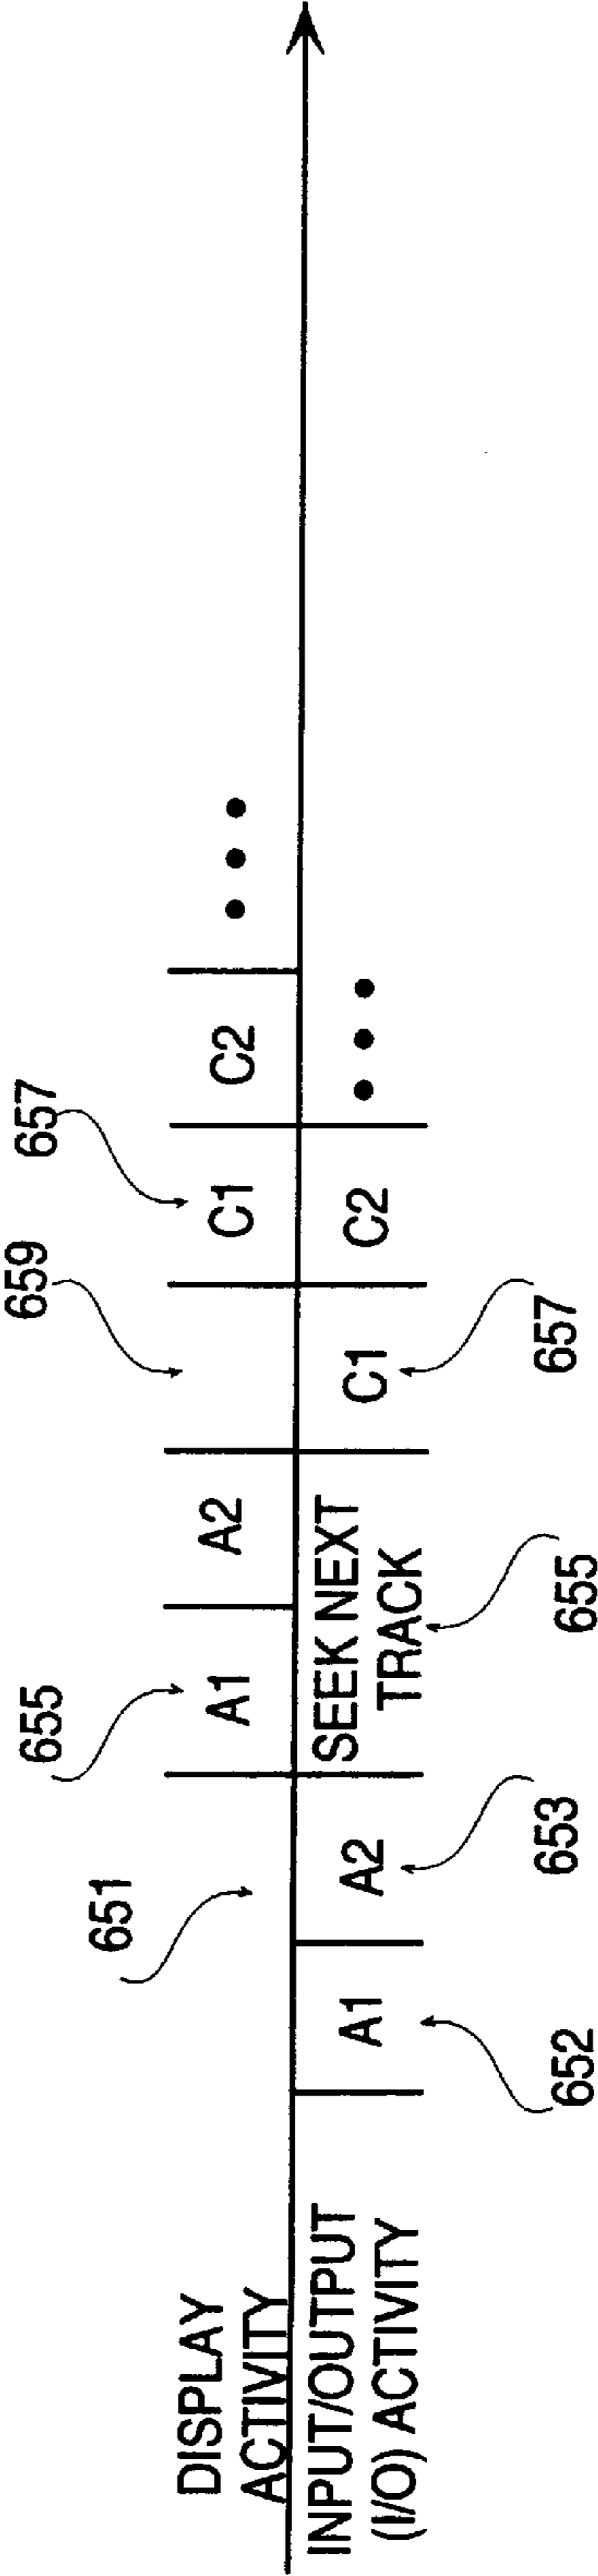 651
655
659
657
DISPLAY
ACTIVITY
A1
A2
C1
C2
INPUT/OUTPUT
(I/O) ACTIVITY
A1
A2
SEEK NEXT
TRACK
C1
C2
652
653
655
657